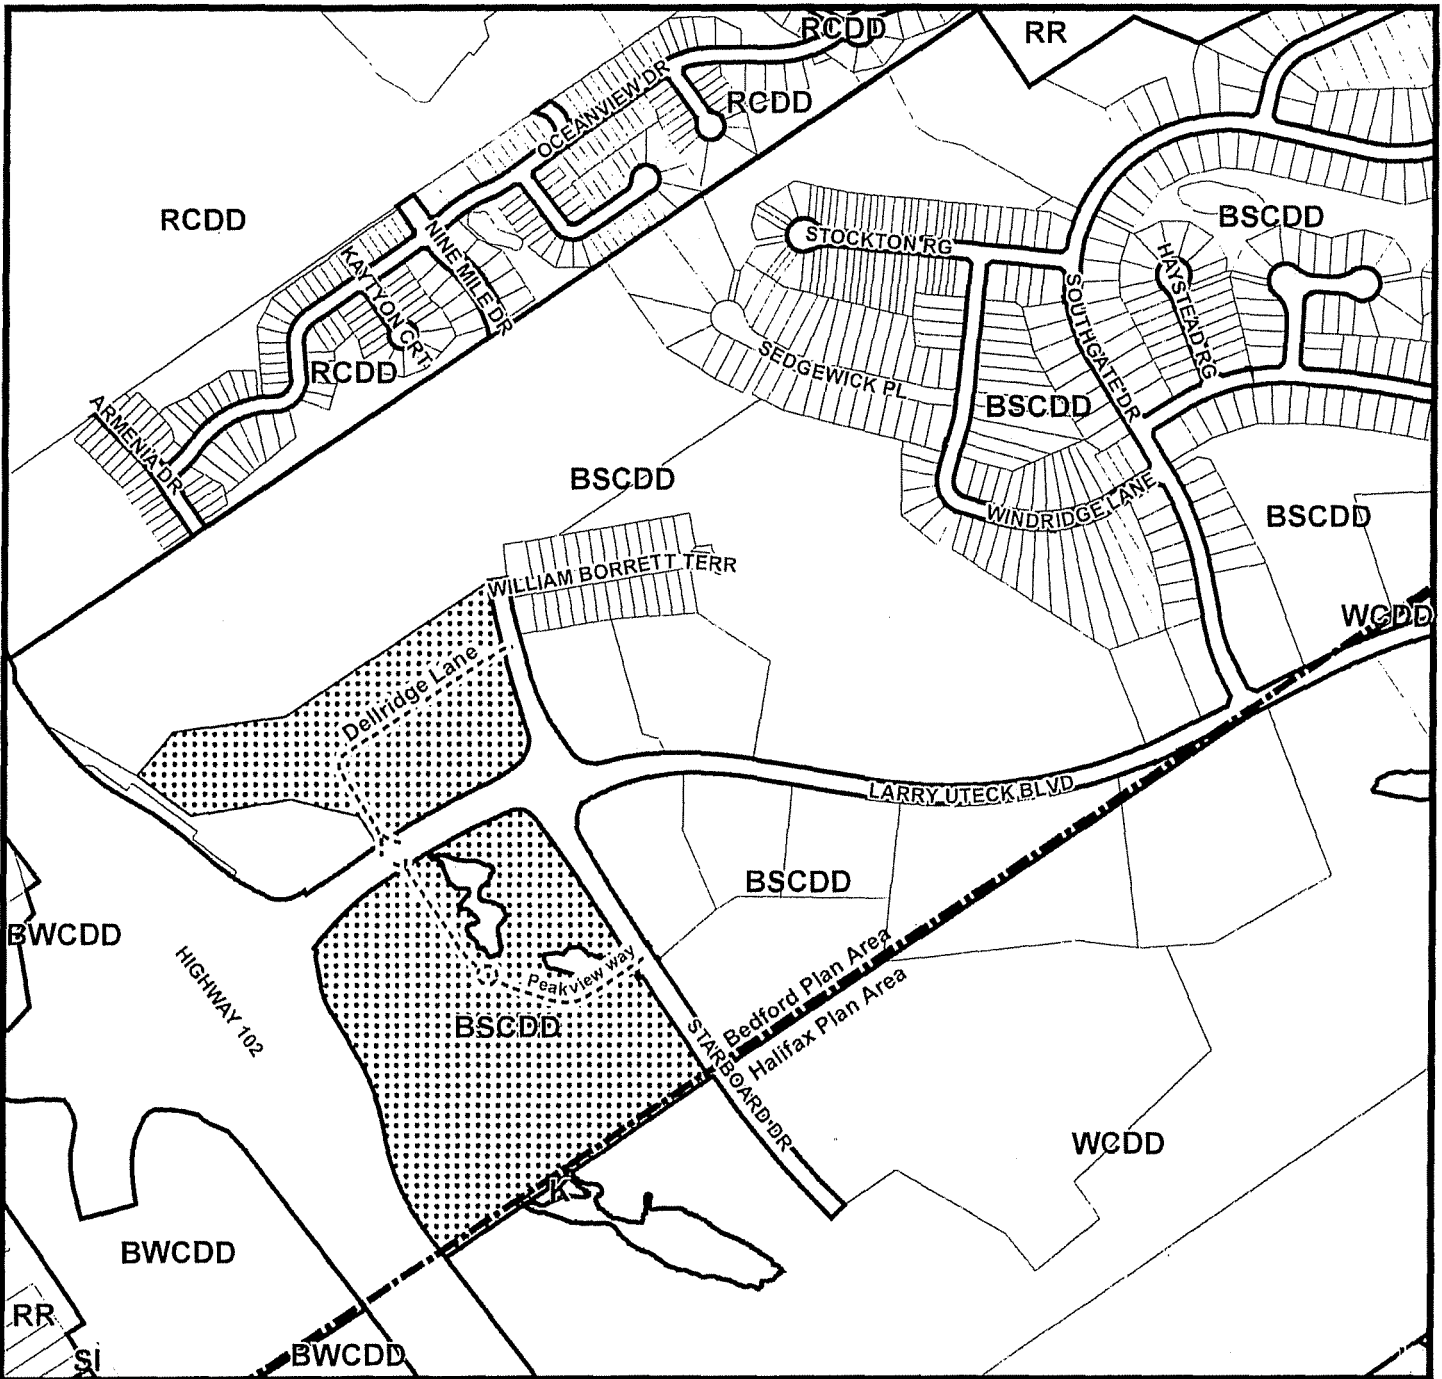 RCDD
RR
OCEANVIEW DR
RCDD
RCDD
NINE MILE DR
KAYTYON CRT
RCDD
ARMENIA DR
STOCKTON RG
BSCDD
HAYSTEAD RG
SOUTHGATE DR
SEDGEWICK PL
BSCDD
BSCDD
WINDRIDGE LANE
BSCDD
WILLIAM BORRETT TERR
WCDD
Dellridge Lane
LARRY UTECK BLVD
BSCDD
BWCDD
HIGHWAY 102
Peakview way
BSCDD
Bedford Plan Area
Halifax Plan Area
STARBOARD DR
WCDD
K
BWCDD
RR
SI
BWCDD